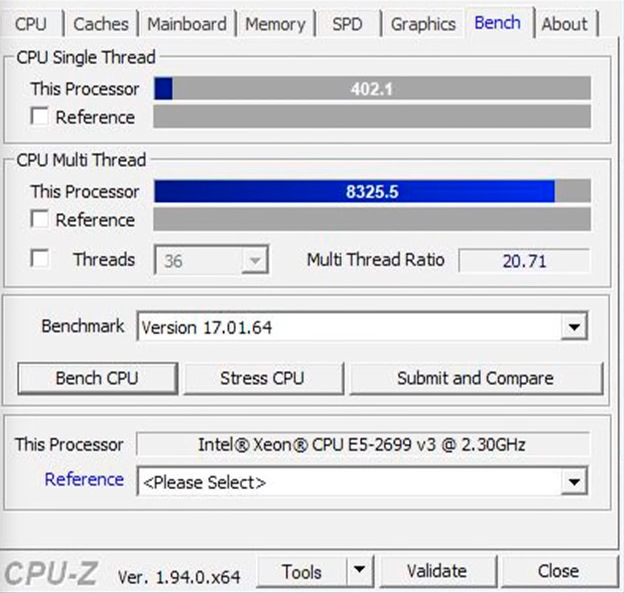 CPU Caches Mainboard Memory SPD Graphics Bench About
CPU Single Thread
This Processor 402.1
Reference
CPU Multi Thread
This Processor 8325.5
Reference
Threads 36 Multi Thread Ratio 20.71
Benchmark Version 17.01.64
Bench CPU Stress CPU Submit and Compare
This Processor Intel® Xeon® CPU E5-2699 v3 @ 2.30GHz
Reference <Please Select>
CPU-Z Ver. 1.94.0.x64 Tools Validate Close